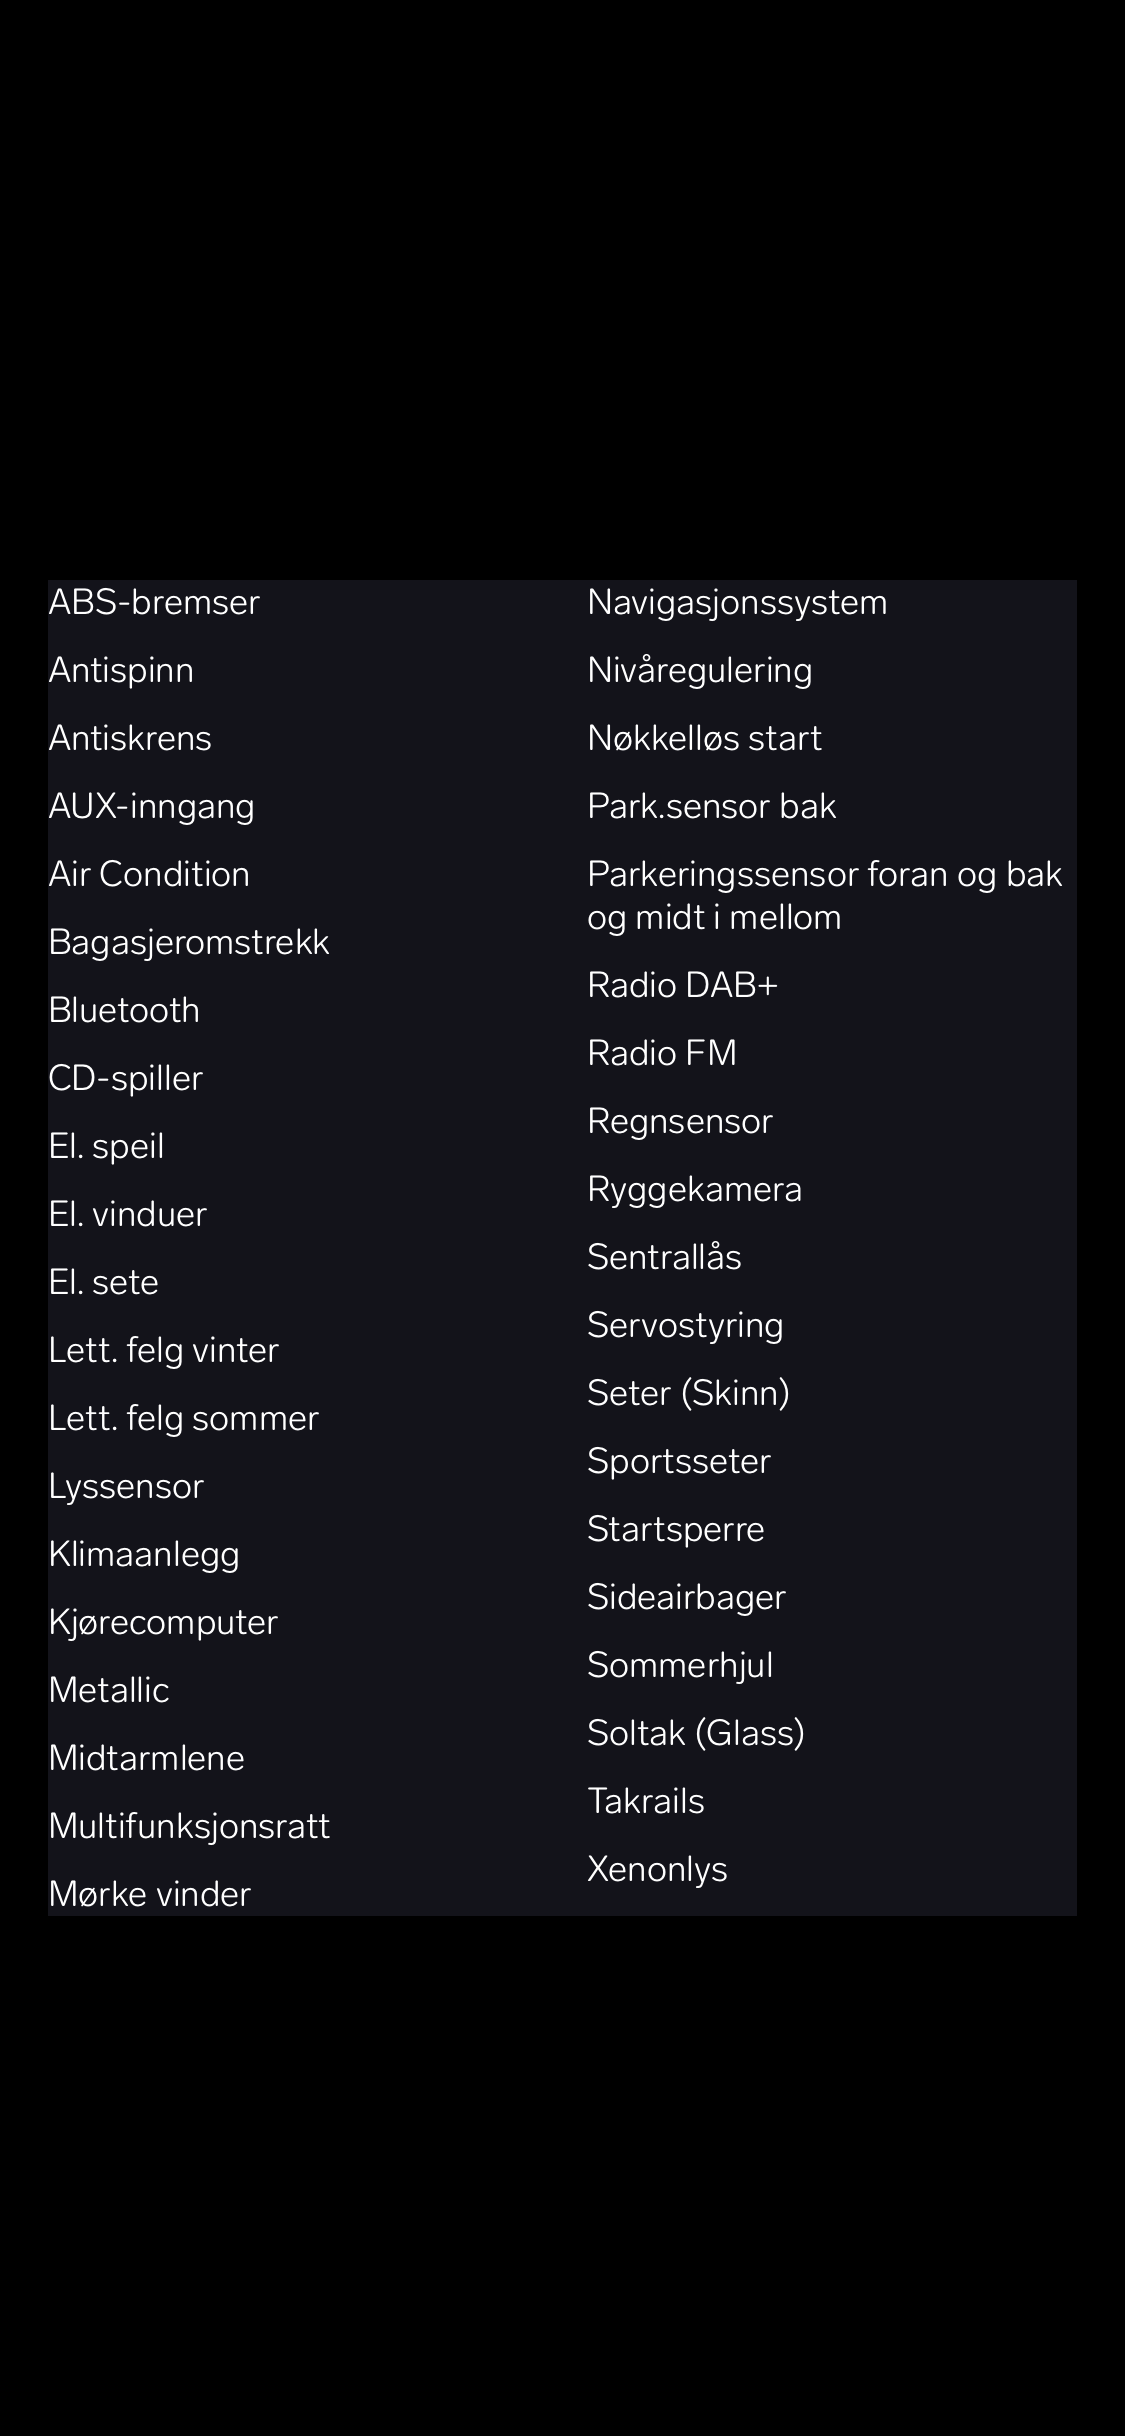 ABS-bremser
Antispinn
Antiskrens
AUX-inngang
Air Condition
Bagasjeromstrekk
Bluetooth
CD-spiller
El. speil
El. vinduer
El. sete
Lett. felg vinter
Lett. felg sommer
Lyssensor
Klimaanlegg
Kjørecomputer
Metallic
Midtarmlene
Multifunksjonsratt
Mørke vinder
Navigasjonssystem
Nivåregulering
Nøkkelløs start
Park.sensor bak
Parkeringssensor foran og bak
og midt i mellom
Radio DAB+
Radio FM
Regnsensor
Ryggekamera
Sentrallås
Servostyring
Seter (Skinn)
Sportsseter
Startsperre
Sideairbager
Sommerhjul
Soltak (Glass)
Takrails
Xenonlys